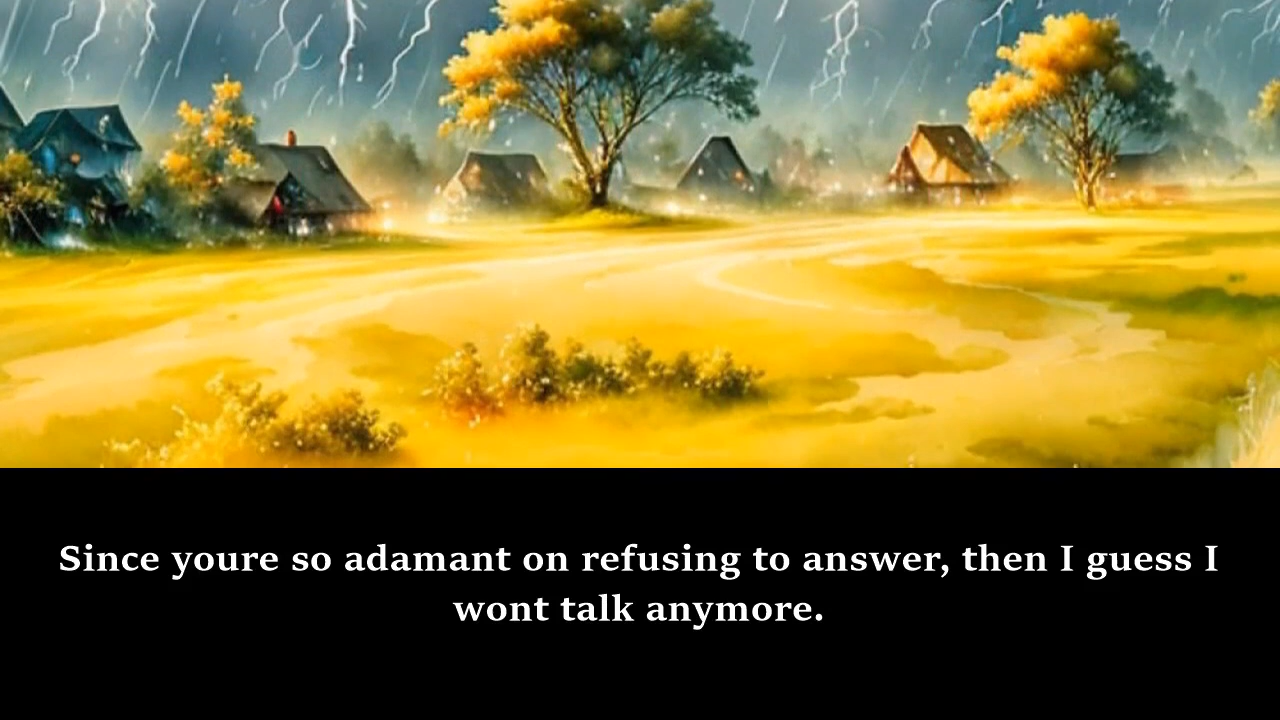 Since youre so adamant on refusing to answer, then I guess I
wont talk anymore.